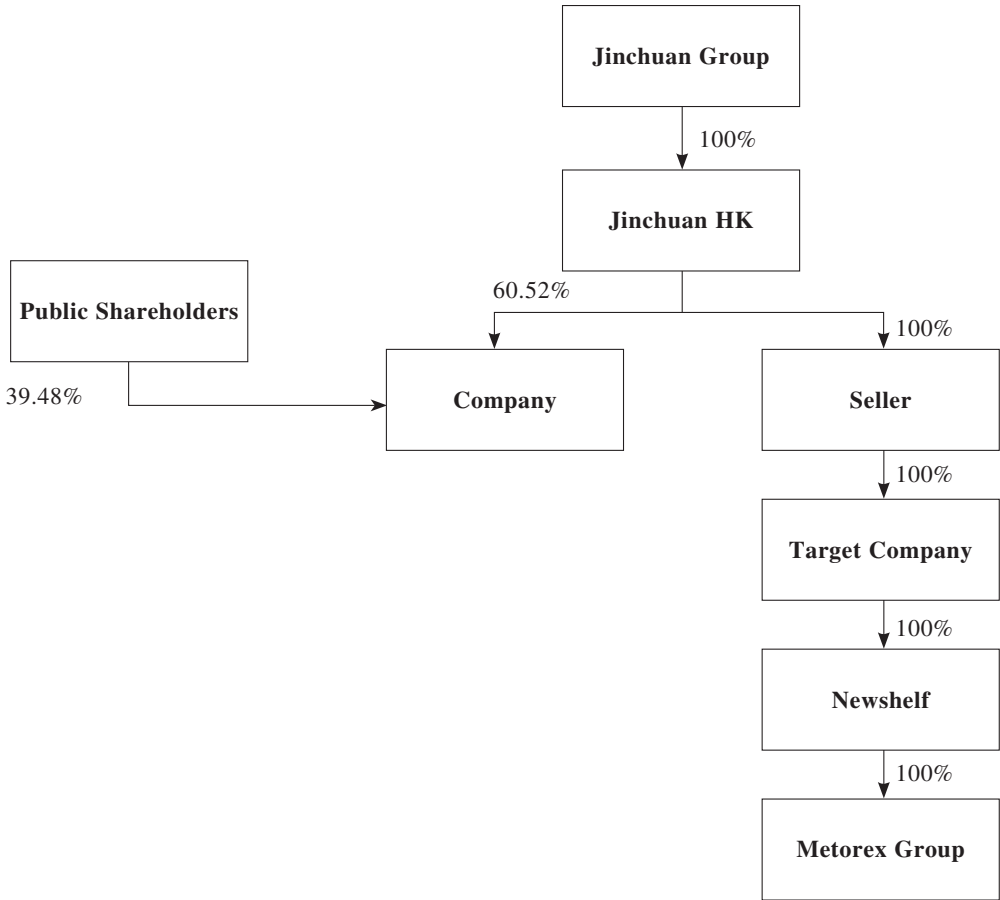 Jinchuan Group
100%
Jinchuan HK
60.52%
100%
Public Shareholders
39.48%
Company
Seller
100%
Target Company
100%
Newshelf
100%
Metorex Group